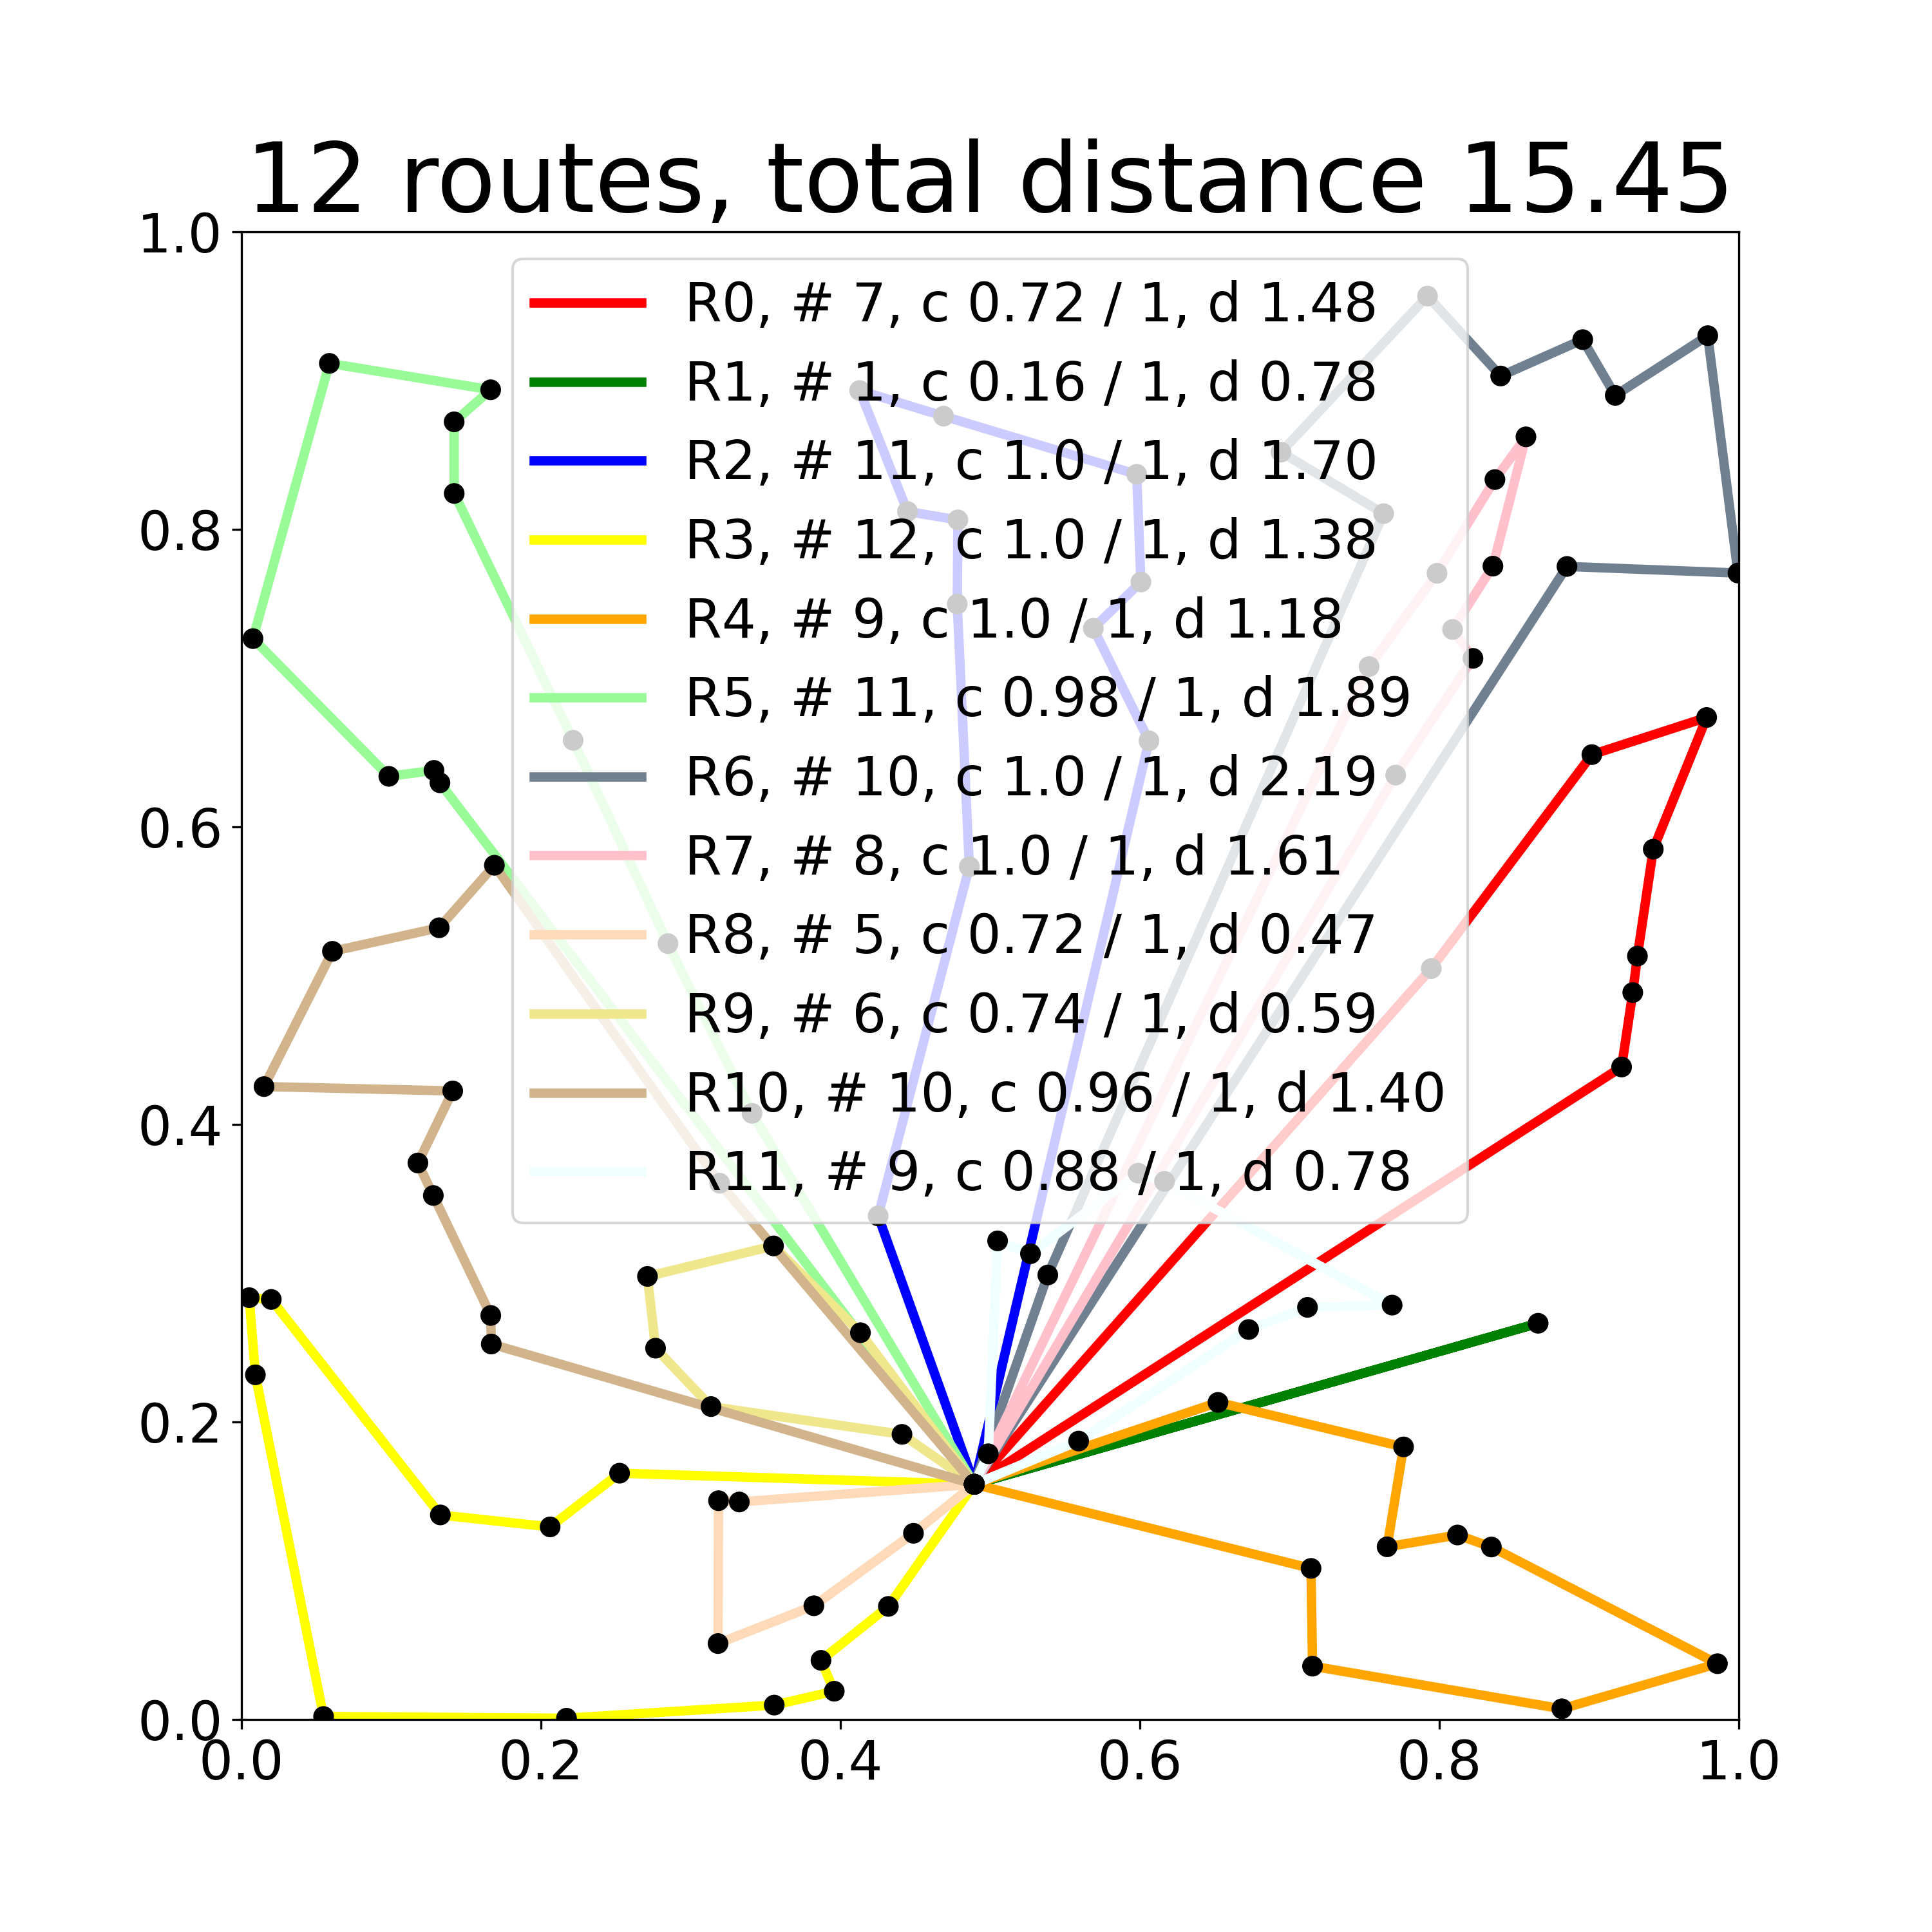 12 routes, total distance 15.45
1.0
0.8
0.6
0.4
0.2
0.0
R0, # 7, c 0.72 / 1, d 1.48
R1, # 1, c 0.16 / 1, d 0.78
R2, # 11, c 1.0 / 1, d 1.70
R3, # 12, c 1.0 / 1, d 1.38
R4, # 9, c 1.0 / 1, d 1.18
R5, # 11, c 0.98 / 1, d 1.89
R6, # 10, c 1.0 / 1, d 2.19
R7, # 8, c 1.0 / 1, d 1.61
R8, # 5, c 0.72 / 1, d 0.47
R9, # 6, c 0.74 / 1, d 0.59
R10, # 10, c 0.96 / 1, d 1.40
R11, # 9, c 0.88 / 1, d 0.78
0.0 0.2 0.4 0.6 0.8 1.0